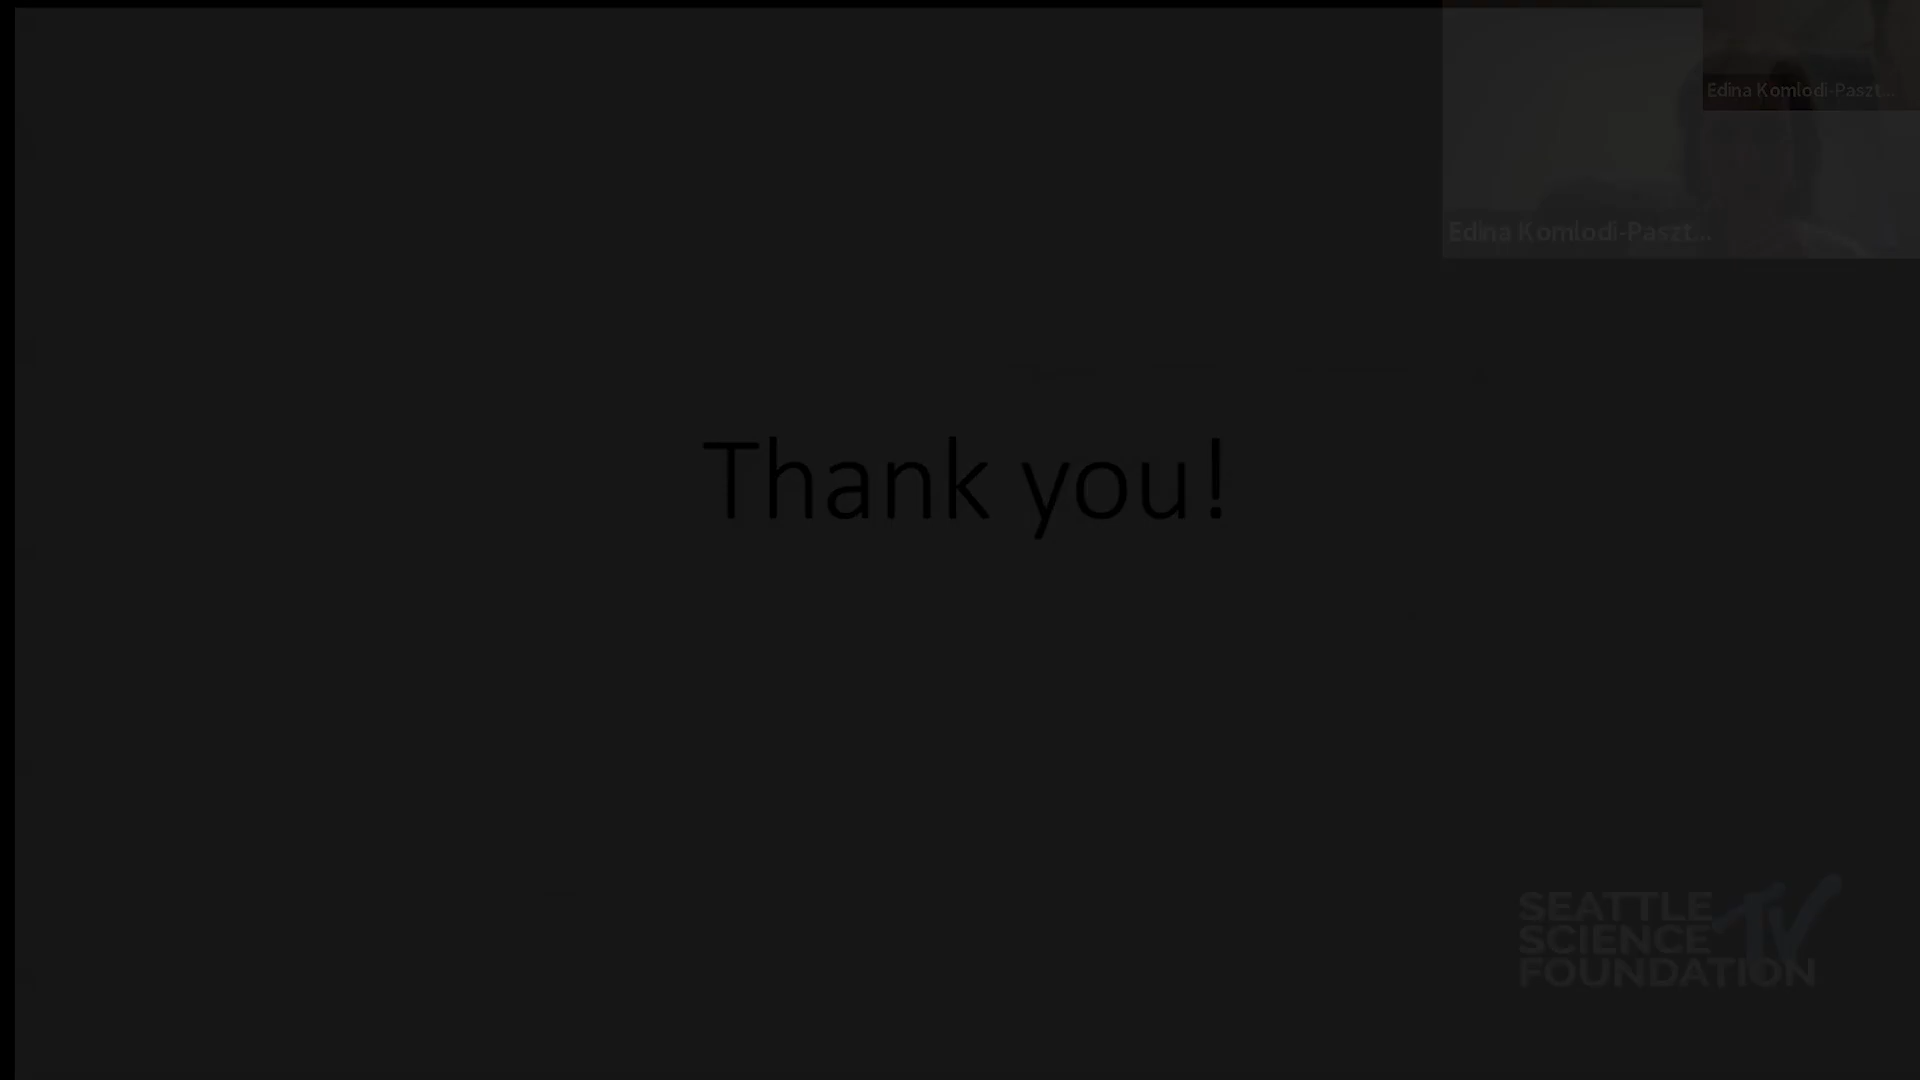 Edina Komlodi-Paszt...
Edina Komlodi-Paszt...
Thank you!
SEATTLE
SCIENCE
FOUNDATION
TV